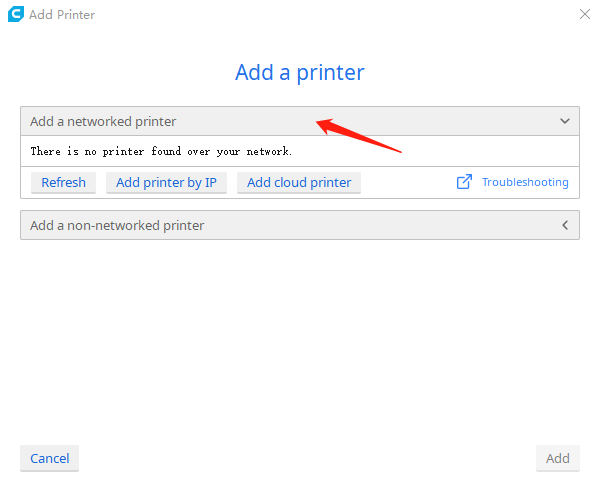 Add Printer
Add a printer
Add a networked printer
There is no printer found over your network.
Refresh Add printer by IP Add cloud printer Troubleshooting
Add a non-networked printer
Cancel Add